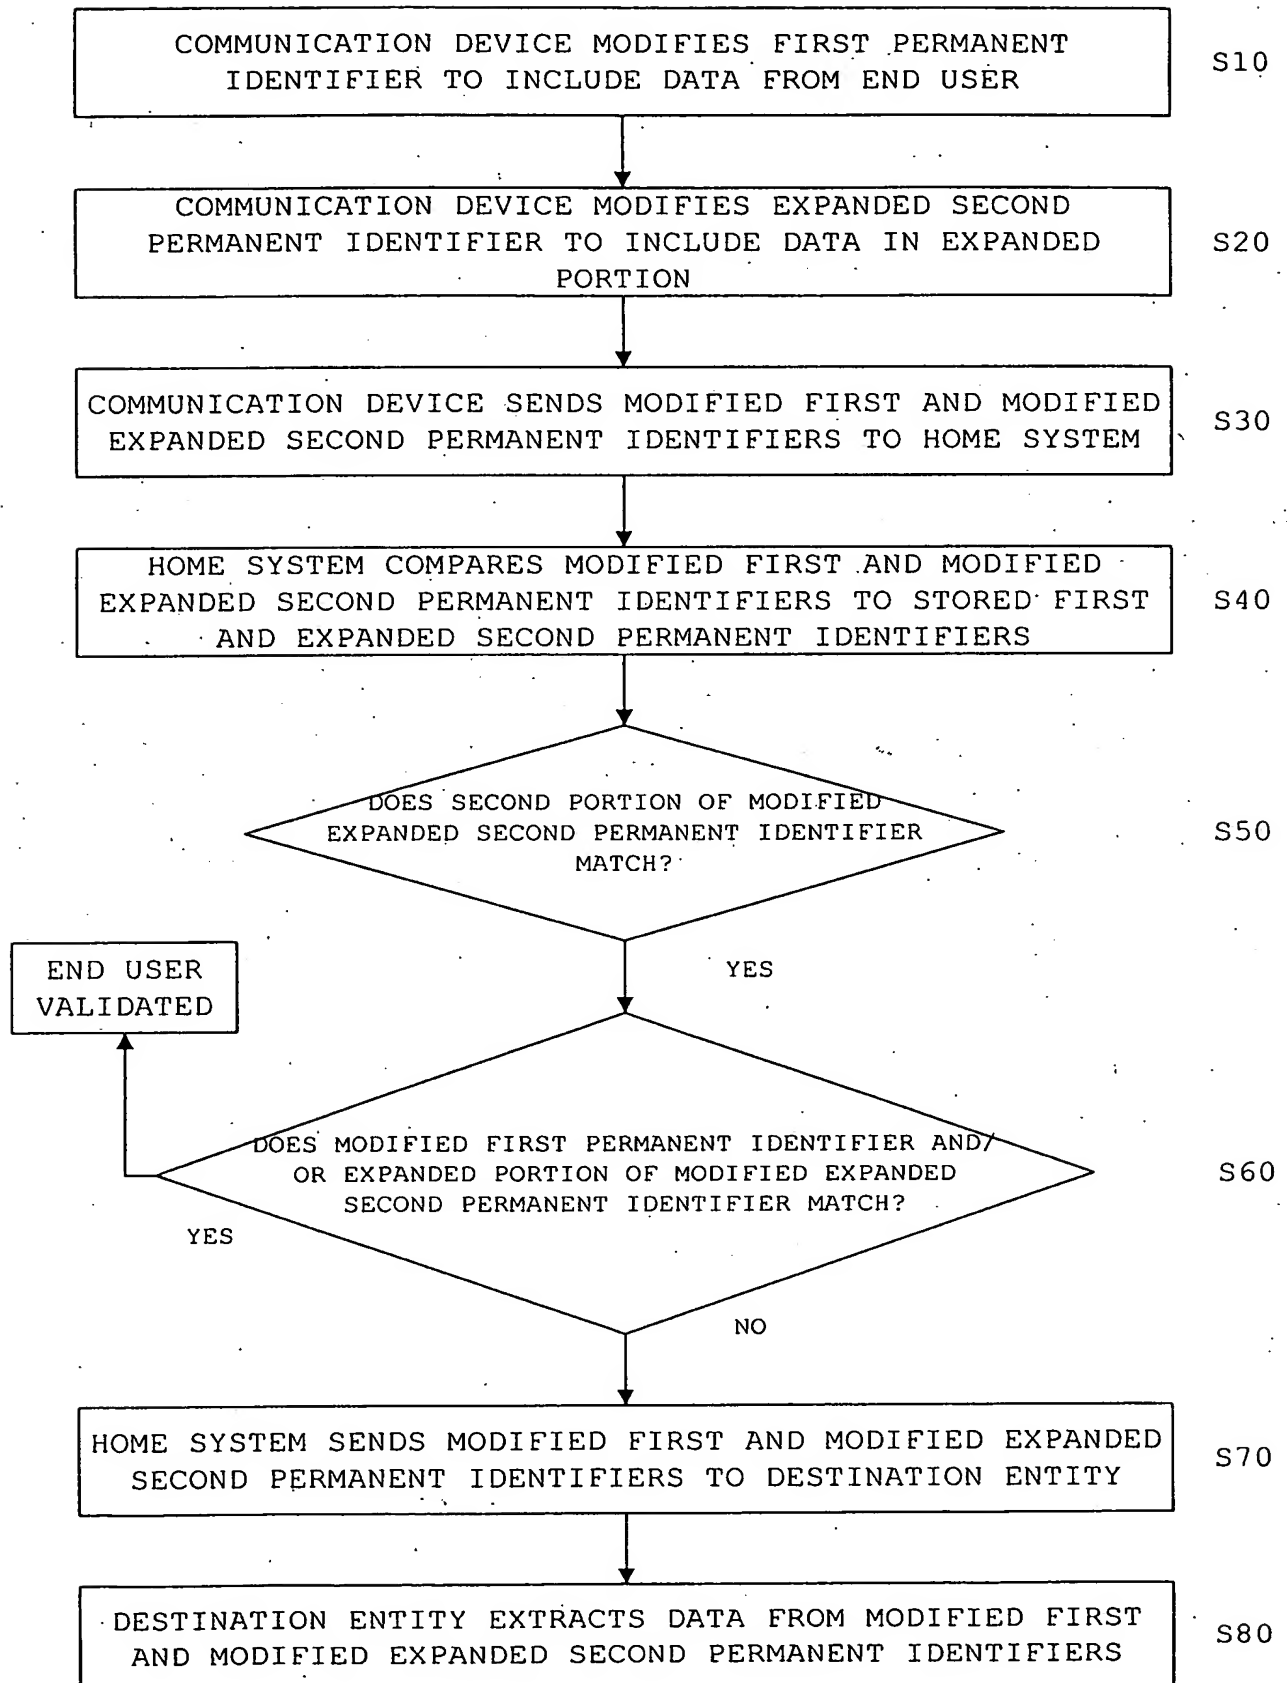 COMMUNICATION DEVICE MODIFIES FIRST PERMANENT
IDENTIFIER TO INCLUDE DATA FROM END USER
S10
COMMUNICATION DEVICE MODIFIES EXPANDED SECOND
PERMANENT IDENTIFIER TO INCLUDE DATA IN EXPANDED
PORTION
S20
COMMUNICATION DEVICE SENDS MODIFIED FIRST AND MODIFIED
EXPANDED SECOND PERMANENT IDENTIFIERS TO HOME SYSTEM
S30
HOME SYSTEM COMPARES MODIFIED FIRST AND MODIFIED
EXPANDED SECOND PERMANENT IDENTIFIERS TO STORED FIRST
AND EXPANDED SECOND PERMANENT IDENTIFIERS
S40
DOES SECOND PORTION OF MODIFIED
EXPANDED SECOND PERMANENT IDENTIFIER
MATCH?
S50
YES
END USER
VALIDATED
DOES MODIFIED FIRST PERMANENT IDENTIFIER AND/
OR EXPANDED PORTION OF MODIFIED EXPANDED
SECOND PERMANENT IDENTIFIER MATCH?
S60
YES
NO
HOME SYSTEM SENDS MODIFIED FIRST AND MODIFIED EXPANDED
SECOND PERMANENT IDENTIFIERS TO DESTINATION ENTITY
S70
DESTINATION ENTITY EXTRACTS DATA FROM MODIFIED FIRST
AND MODIFIED EXPANDED SECOND PERMANENT IDENTIFIERS
S80